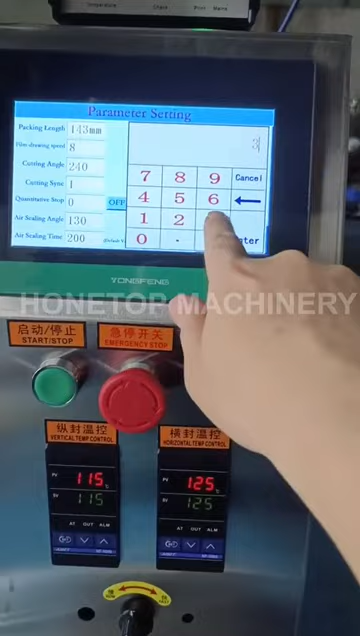 Parameter Setting
Packing Length 143mm
Film-drawing speed 8
Cutting Angle 240
Cutting Sync 1
Quantitative Stop 0 OFF
Air Sealing Angle 130
Air Sealing Time 200
3
7 8 9 Cancel
4 5 6
1 2
0 .
YONGFENG
HONETOP MACHINERY
启动/停止
START/STOP
急停开关
EMERGENCY STOP
纵封温控
VERTICAL TEMP CONTROL
横封温控
HORIZONTAL TEMP CONTROL
PV 115
SV 115
AT OUT ALM
PV 125
SV 125
AT OUT ALM